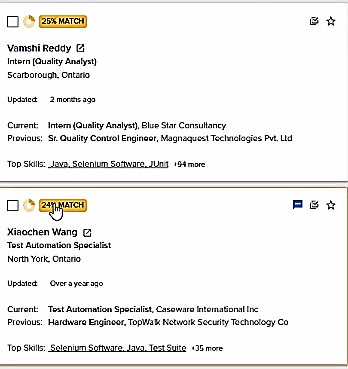 25% MATCH
Vamshi Reddy
Intern (Quality Analyst)
Scarborough, Ontario
Updated: 2 months ago
Current: Intern (Quality Analyst), Blue Star Consultancy
Previous: Sr. Quality Control Engineer, Magnaquest Technologies Pvt. Ltd
Top Skills: Java, Selenium Software, JUnit +94 more
24% MATCH
Xiaochen Wang
Test Automation Specialist
North York, Ontario
Updated: Over a year ago
Current: Test Automation Specialist, Caseware International Inc
Previous: Hardware Engineer, TopWalk Network Security Technology Co
Top Skills: Selenium Software, Java, Test Suite +35 more